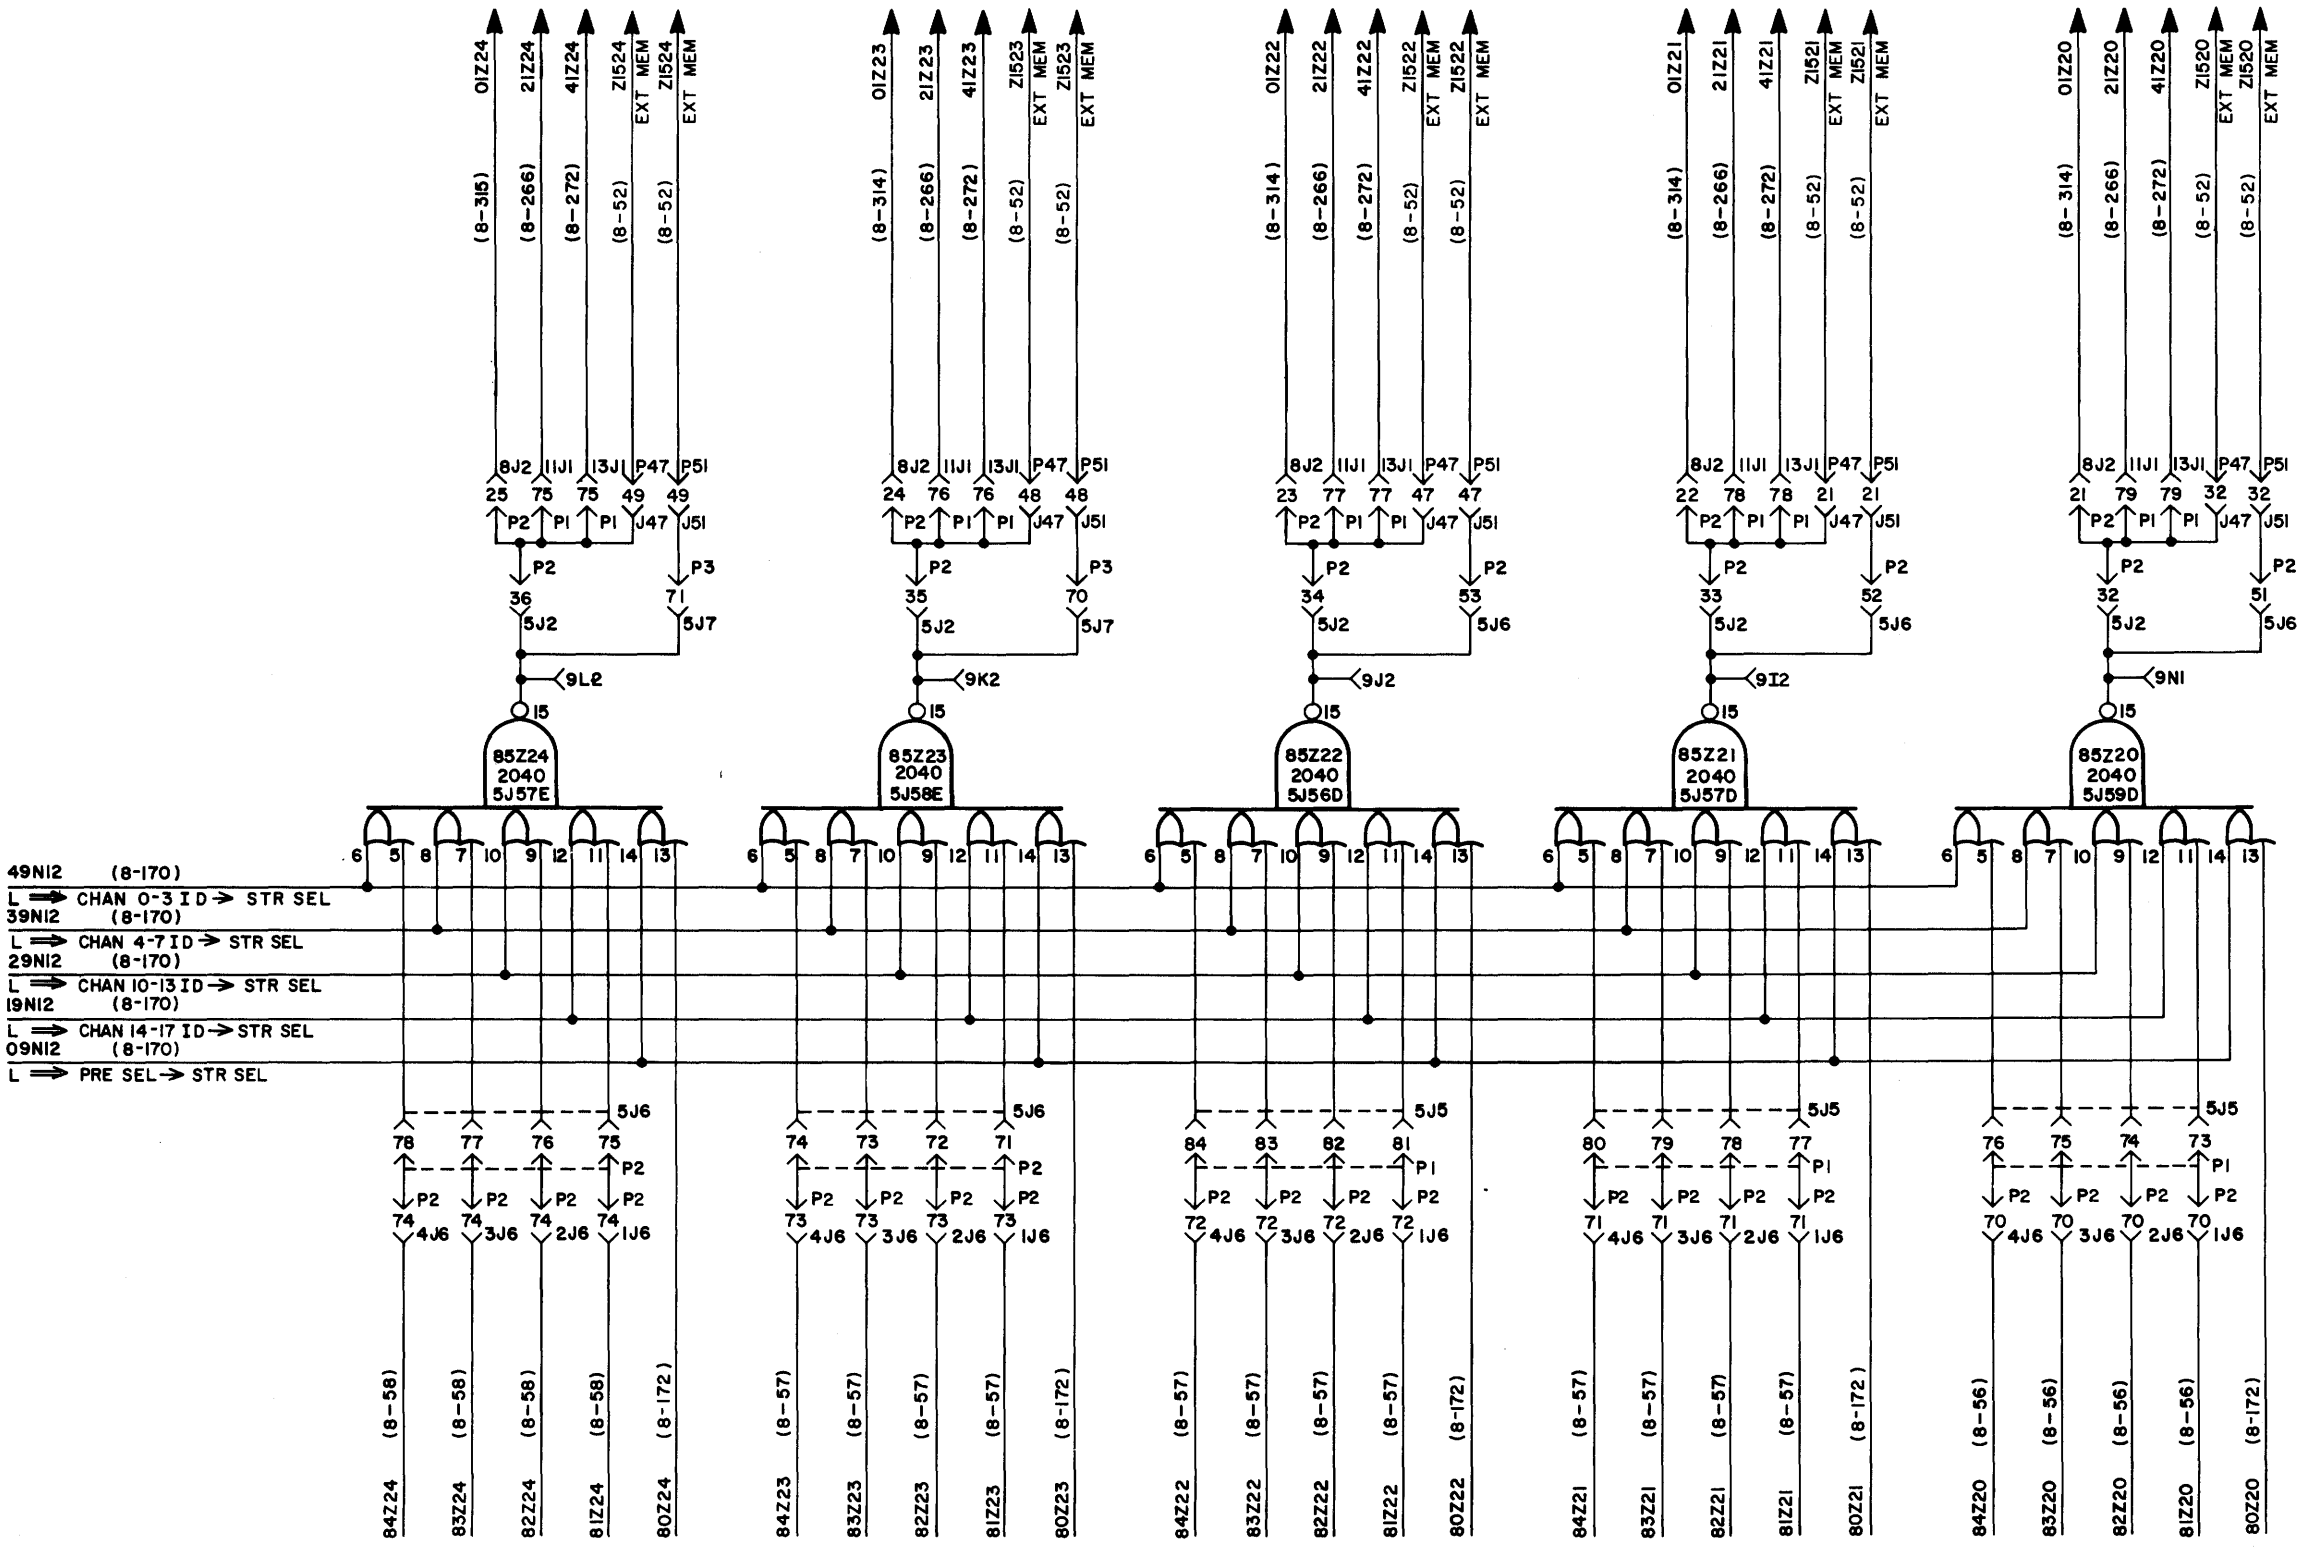 01Z24 21Z24 41Z24 Z1524 EXT MEM Z1524 EXT MEM 01Z23 21Z23 41Z23 Z1523 EXT MEM Z1523 EXT MEM 01Z22 21Z22 41Z22 Z1522 EXT MEM Z1522 EXT MEM 01Z21 21Z21 41Z21 Z1521 EXT MEM Z1521 EXT MEM 01Z20 21Z20 41Z20 Z1520 EXT MEM Z1520 EXT MEM
(8-315) (8-266) (8-272) (8-52) (8-52) (8-314) (8-266) (8-272) (8-52) (8-52) (8-314) (8-266) (8-272) (8-52) (8-52) (8-314) (8-266) (8-272) (8-52) (8-52) (8-314) (8-266) (8-272) (8-52) (8-52)
8J2 11J1 13J1 P47 P51 8J2 11J1 13J1 P47 P51 8J2 11J1 13J1 P47 P51 8J2 11J1 13J1 P47 P51 8J2 11J1 13J1 P47 P51
25 75 75 49 49 24 76 76 48 48 23 77 77 47 47 22 78 78 21 21 21 79 79 32 32
P2 P1 P1 J47 J51 P2 P1 P1 J47 J51 P2 P1 P1 J47 J51 P2 P1 P1 J47 J51 P2 P1 P1 J47 J51
P2 P3 P2 P3 P2 P2 P2 P2 P2 P2
36 71 35 70 34 53 33 52 32 51
5J2 5J7 5J2 5J7 5J2 5J6 5J2 5J6 5J2 5J6
9L2 9K2 9J2 9I2 9N1
15 15 15 15 15
85Z24 85Z23 85Z22 85Z21 85Z20
2040 2040 2040 2040 2040
5J57E 5J58E 5J56D 5J57D 5J59D
6 5 8 7 10 9 12 11 14 13 6 5 8 7 10 9 12 11 14 13 6 5 8 7 10 9 12 11 14 13 6 5 8 7 10 9 12 11 14 13 6 5 8 7 10 9 12 11 14 13
49N12 (8-170)
L ⇒ CHAN 0-3 ID → STR SEL
39N12 (8-170)
L ⇒ CHAN 4-7 ID → STR SEL
29N12 (8-170)
L ⇒ CHAN 10-13 ID → STR SEL
19N12 (8-170)
L ⇒ CHAN 14-17 ID → STR SEL
09N12 (8-170)
L ⇒ PRE SEL → STR SEL
5J6 5J6 5J5 5J5 5J5
78 77 76 75 74 73 72 71 84 83 82 81 80 79 78 77 76 75 74 73
P2 P2 P1 P1 P1
P2 P2 P2 P2 P2 P2 P2 P2 P2 P2 P2 P2 P2 P2 P2 P2 P2 P2 P2 P2
74 74 74 74 73 73 73 73 72 72 72 72 71 71 71 71 70 70 70 70
4J6 3J6 2J6 1J6 4J6 3J6 2J6 1J6 4J6 3J6 2J6 1J6 4J6 3J6 2J6 1J6 4J6 3J6 2J6 1J6
(8-58) (8-58) (8-58) (8-58) (8-172) (8-57) (8-57) (8-57) (8-57) (8-172) (8-57) (8-57) (8-57) (8-57) (8-172) (8-57) (8-57) (8-57) (8-57) (8-172) (8-56) (8-56) (8-56) (8-56) (8-172)
84Z24 83Z24 82Z24 81Z24 80Z24 84Z23 83Z23 82Z23 81Z23 80Z23 84Z22 83Z22 82Z22 81Z22 80Z22 84Z21 83Z21 82Z21 81Z21 80Z21 84Z20 83Z20 82Z20 81Z20 80Z20